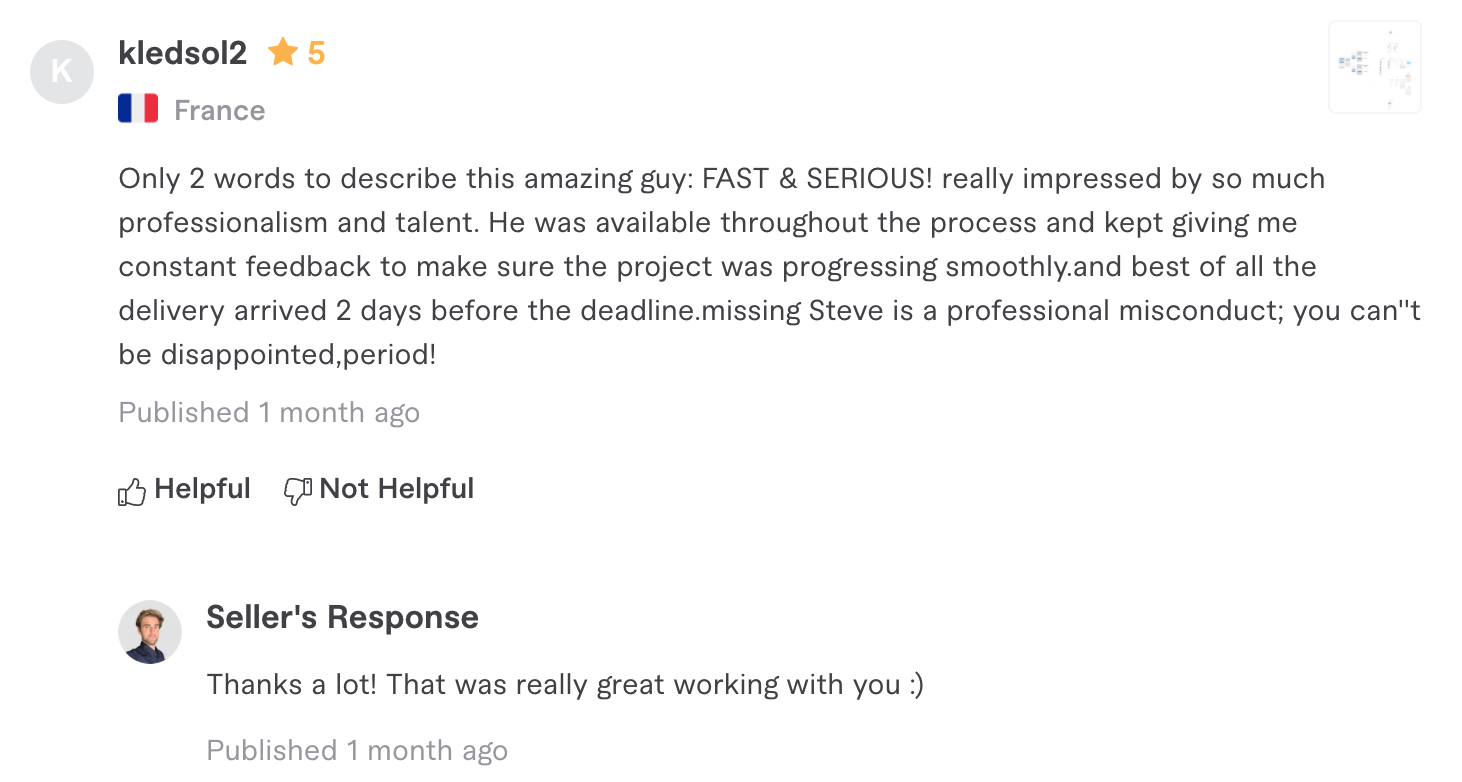 K
kledsol2 5
France
Only 2 words to describe this amazing guy: FAST & SERIOUS! really impressed by so much
professionalism and talent. He was available throughout the process and kept giving me
constant feedback to make sure the project was progressing smoothly.and best of all the
delivery arrived 2 days before the deadline.missing Steve is a professional misconduct; you can"t
be disappointed,period!
Published 1 month ago
Helpful Not Helpful
Seller's Response
Thanks a lot! That was really great working with you :)
Published 1 month ago